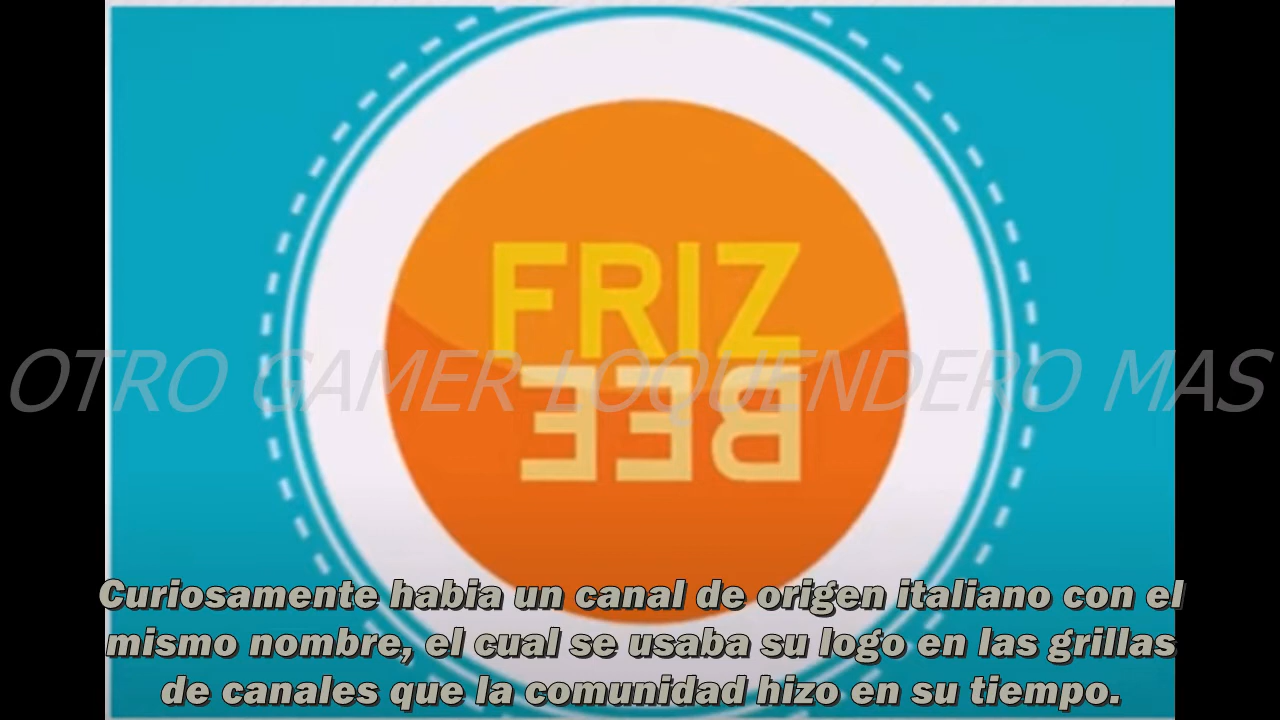 FRIZ
BEE
OTRO GAMER LOQUENDERO MAS
Curiosamente habia un canal de origen italiano con el
mismo nombre, el cual se usaba su logo en las grillas
de canales que la comunidad hizo en su tiempo.